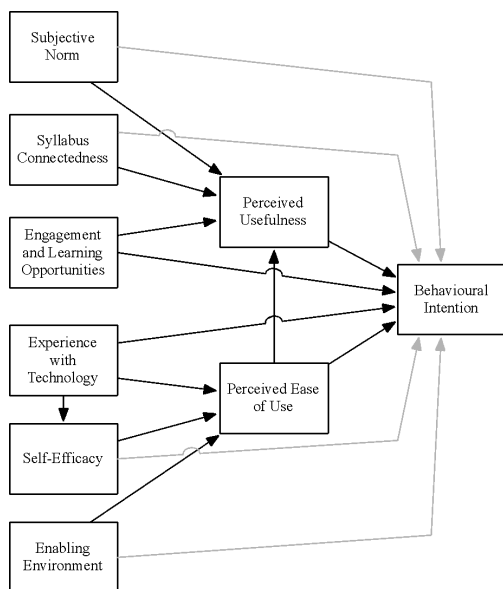 Subjective
Norm
Syllabus
Connectedness
Perceived
Usefulness
Engagement
and Learning
Opportunities
Behavioural
Intention
Experience
with
Technology
Perceived Ease
of Use
Self-Efficacy
Enabling
Environment